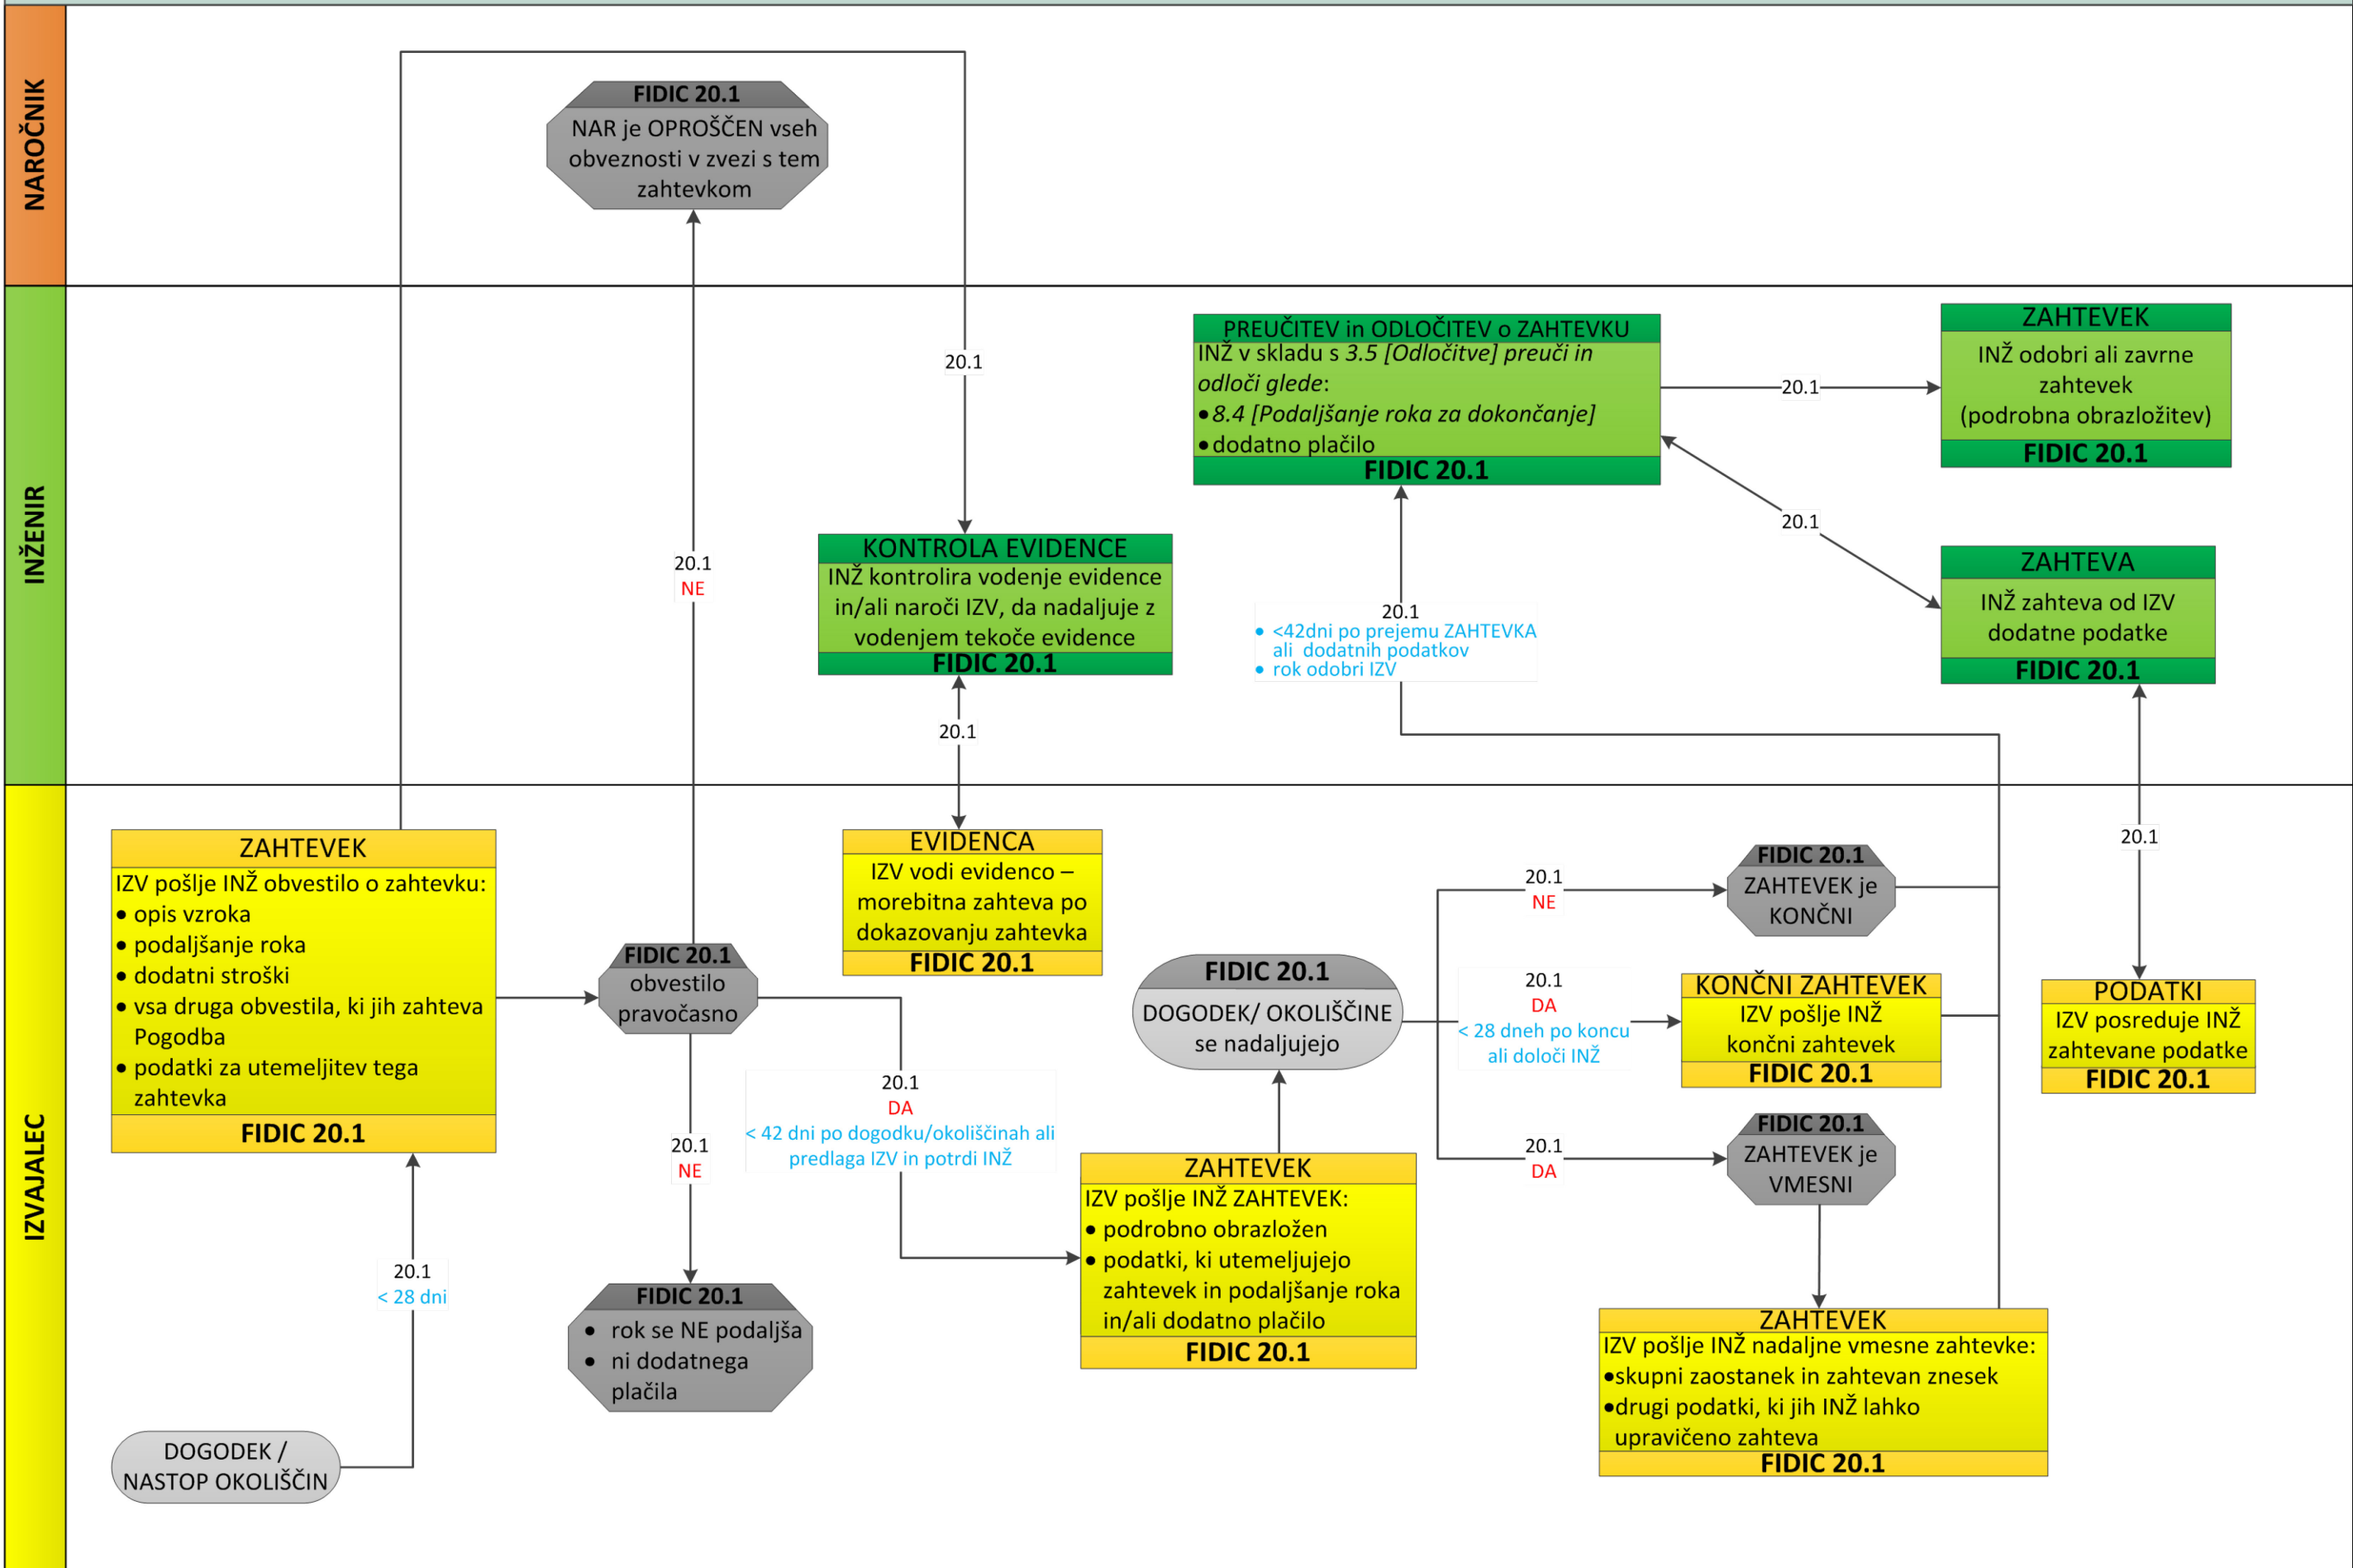 NAROČNIK
FIDIC 20.1
NAR je OPROŠČEN vseh
obveznosti v zvezi s tem
zahtevkom
INŽENIR
20.1
20.1
NE
KONTROLA EVIDENCE
INŽ kontrolira vodenje evidence
in/ali naroči IZV, da nadaljuje z
vodenjem tekoče evidence
FIDIC 20.1
20.1
PREUČITEV in ODLOČITEV o ZAHTEVKU
INŽ v skladu s 3.5 [Odločitve] preuči in
odloči glede:
• 8.4 [Podaljšanje roka za dokončanje]
• dodatno plačilo
FIDIC 20.1
20.1
ZAHTEVEK
INŽ odobri ali zavrne
zahtevek
(podrobna obrazložitev)
FIDIC 20.1
20.1
ZAHTEVA
INŽ zahteva od IZV
dodatne podatke
FIDIC 20.1
20.1
• <42dni po prejemu ZAHTEVKA
ali dodatnih podatkov
• rok odobri IZV
IZVAJALEC
ZAHTEVEK
IZV pošlje INŽ obvestilo o zahtevku:
• opis vzroka
• podaljšanje roka
• dodatni stroški
• vsa druga obvestila, ki jih zahteva
Pogodba
• podatki za utemeljitev tega
zahtevka
FIDIC 20.1
20.1
< 28 dni
DOGODEK /
NASTOP OKOLIŠČIN
FIDIC 20.1
obvestilo
pravočasno
20.1
NE
FIDIC 20.1
• rok se NE podaljša
• ni dodatnega
plačila
20.1
DA
< 42 dni po dogodku/okoliščinah ali
predlaga IZV in potrdi INŽ
EVIDENCA
IZV vodi evidenco –
morebitna zahteva po
dokazovanju zahtevka
FIDIC 20.1
ZAHTEVEK
IZV pošlje INŽ ZAHTEVEK:
• podrobno obrazložen
• podatki, ki utemeljujejo
zahtevek in podaljšanje roka
in/ali dodatno plačilo
FIDIC 20.1
FIDIC 20.1
DOGODEK/ OKOLIŠČINE
se nadaljujejo
20.1
NE
FIDIC 20.1
ZAHTEVEK je
KONČNI
20.1
DA
< 28 dneh po koncu
ali določi INŽ
KONČNI ZAHTEVEK
IZV pošlje INŽ
končni zahtevek
FIDIC 20.1
20.1
DA
FIDIC 20.1
ZAHTEVEK je
VMESNI
ZAHTEVEK
IZV pošlje INŽ nadaljne vmesne zahtevke:
•skupni zaostanek in zahtevan znesek
•drugi podatki, ki jih INŽ lahko
upravičeno zahteva
FIDIC 20.1
20.1
PODATKI
IZV posreduje INŽ
zahtevane podatke
FIDIC 20.1